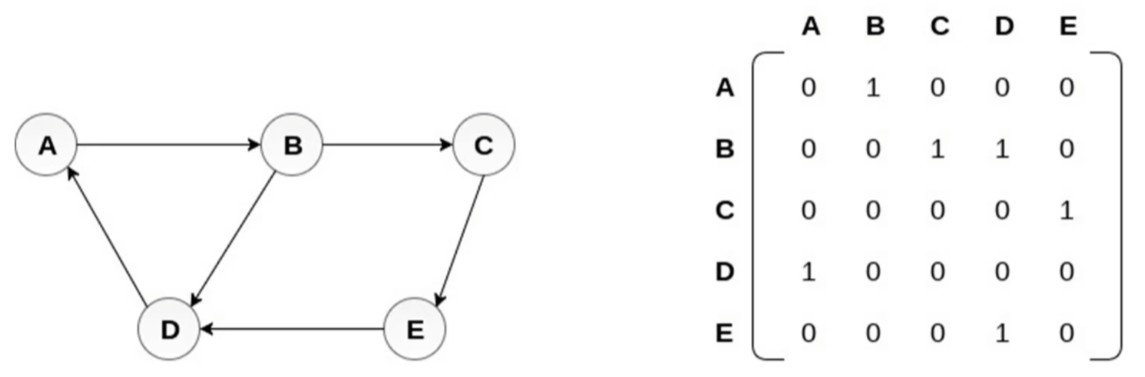 A B C
D E
A B C D E
A 0 1 0 0 0
B 0 0 1 1 0
C 0 0 0 0 1
D 1 0 0 0 0
E 0 0 0 1 0